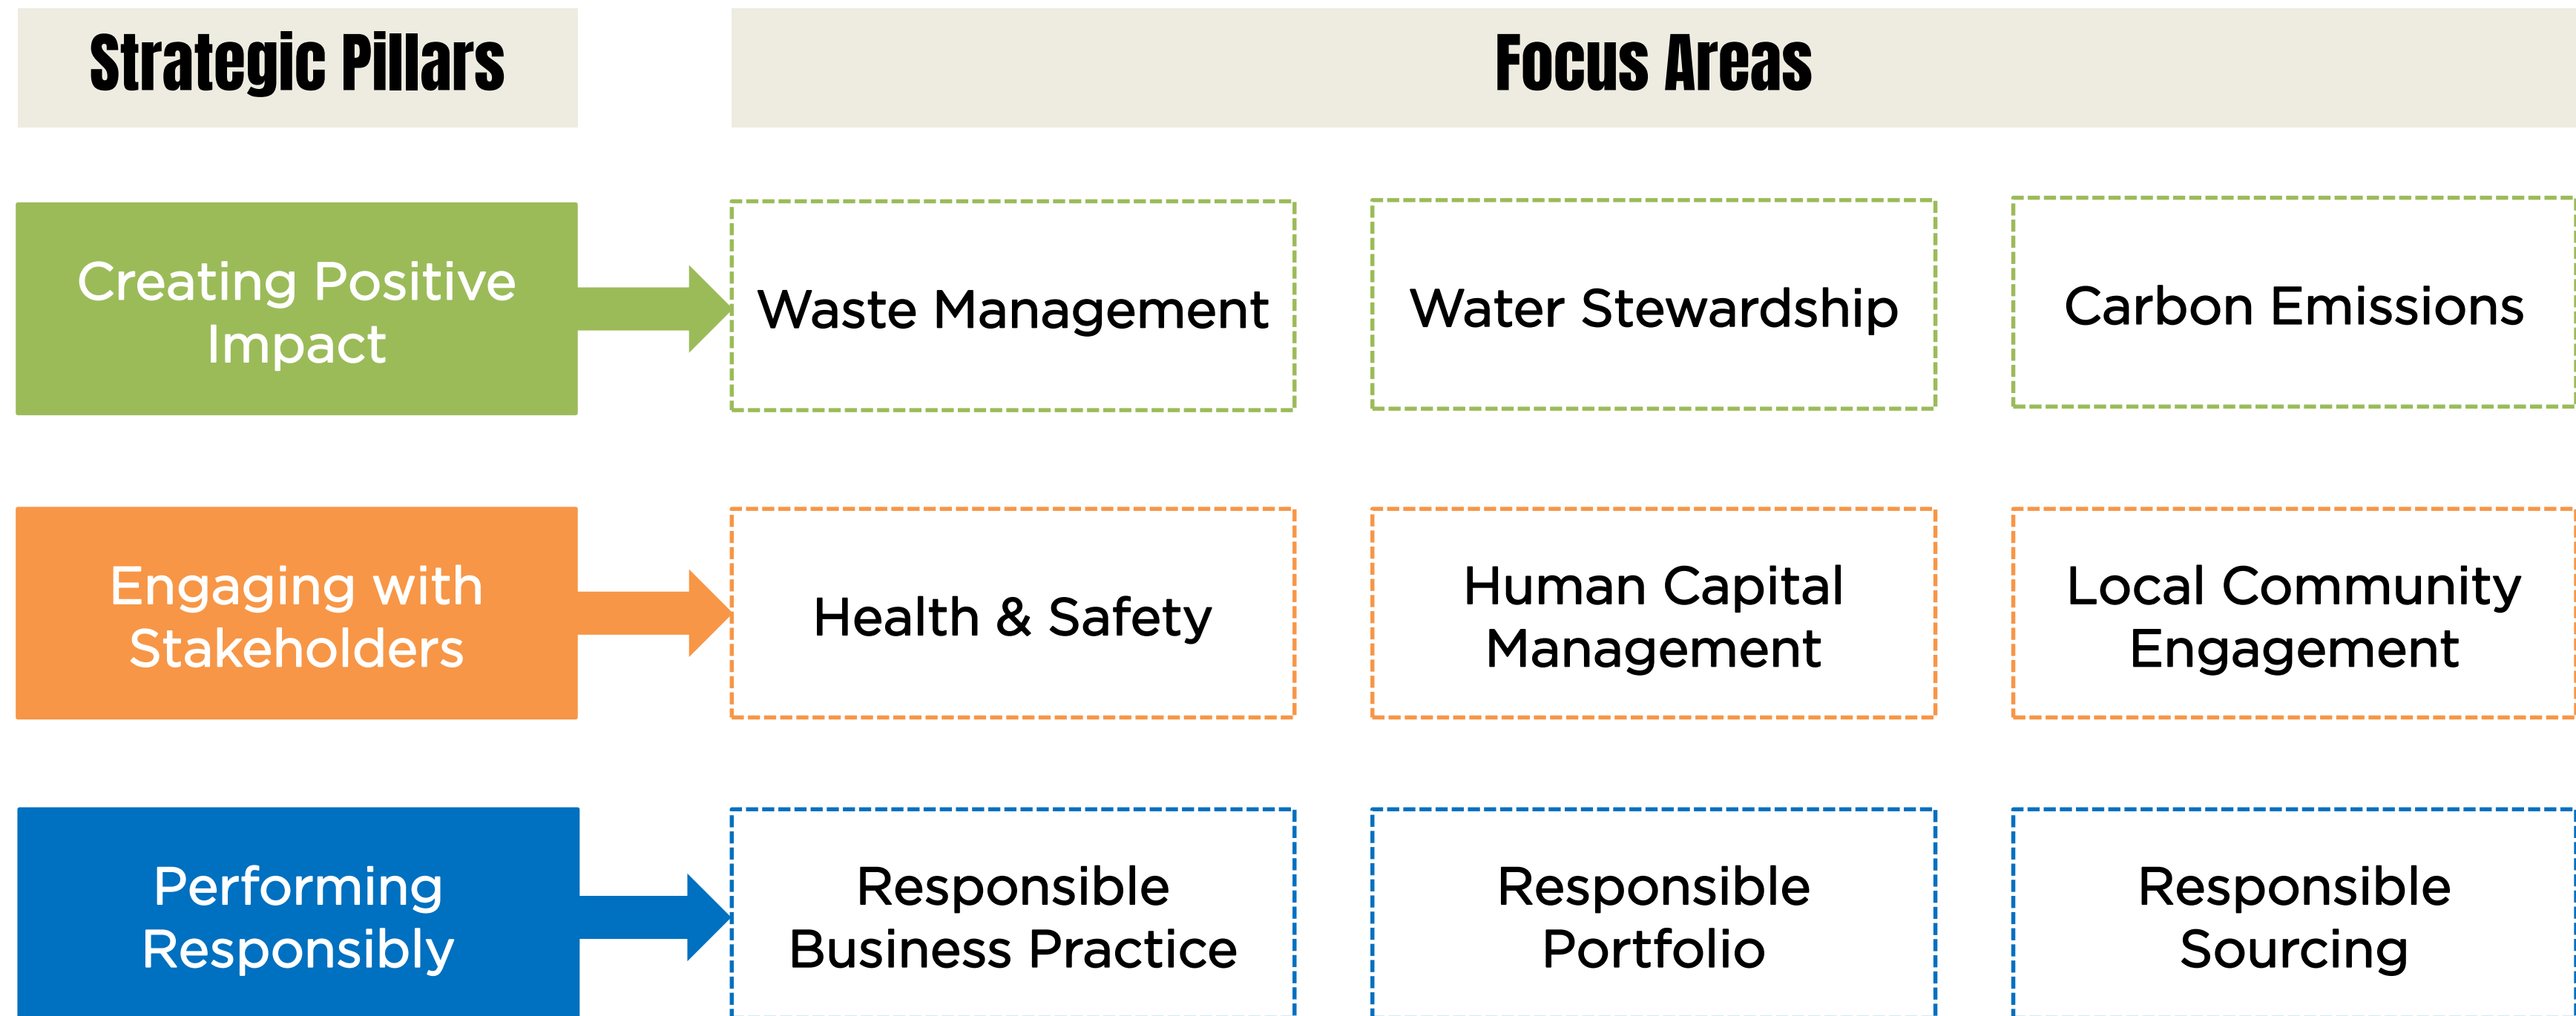 Strategic Pillars
Focus Areas
Creating Positive
Impact
Waste Management
Water Stewardship
Carbon Emissions
Engaging with
Stakeholders
Health & Safety
Human Capital
Management
Local Community
Engagement
Performing
Responsibly
Responsible
Business Practice
Responsible
Portfolio
Responsible
Sourcing